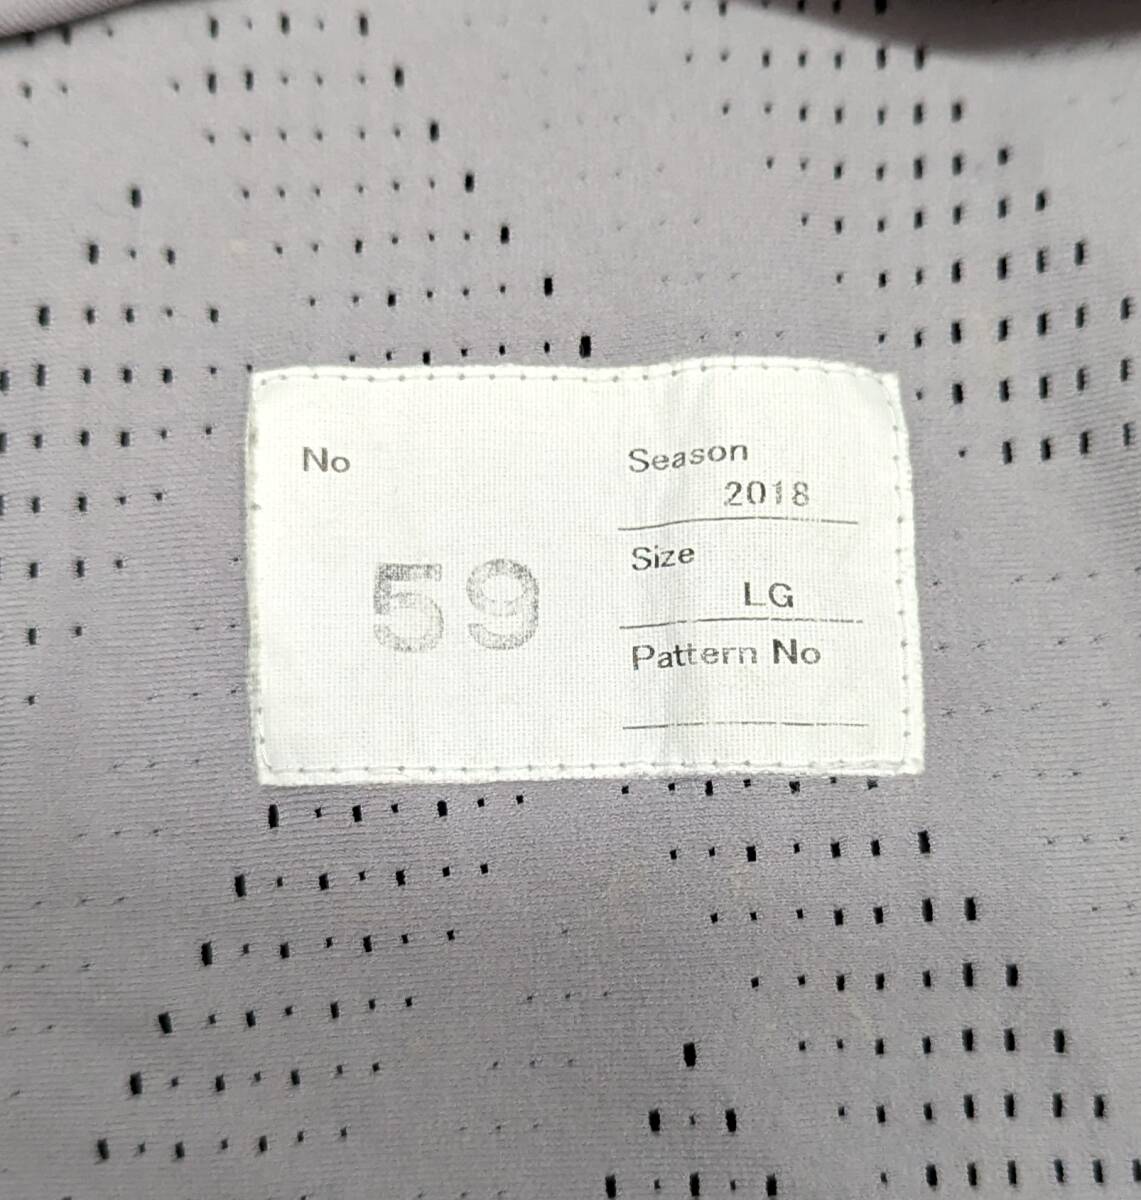 No
59
Season
2018
Size
LG
Pattern No